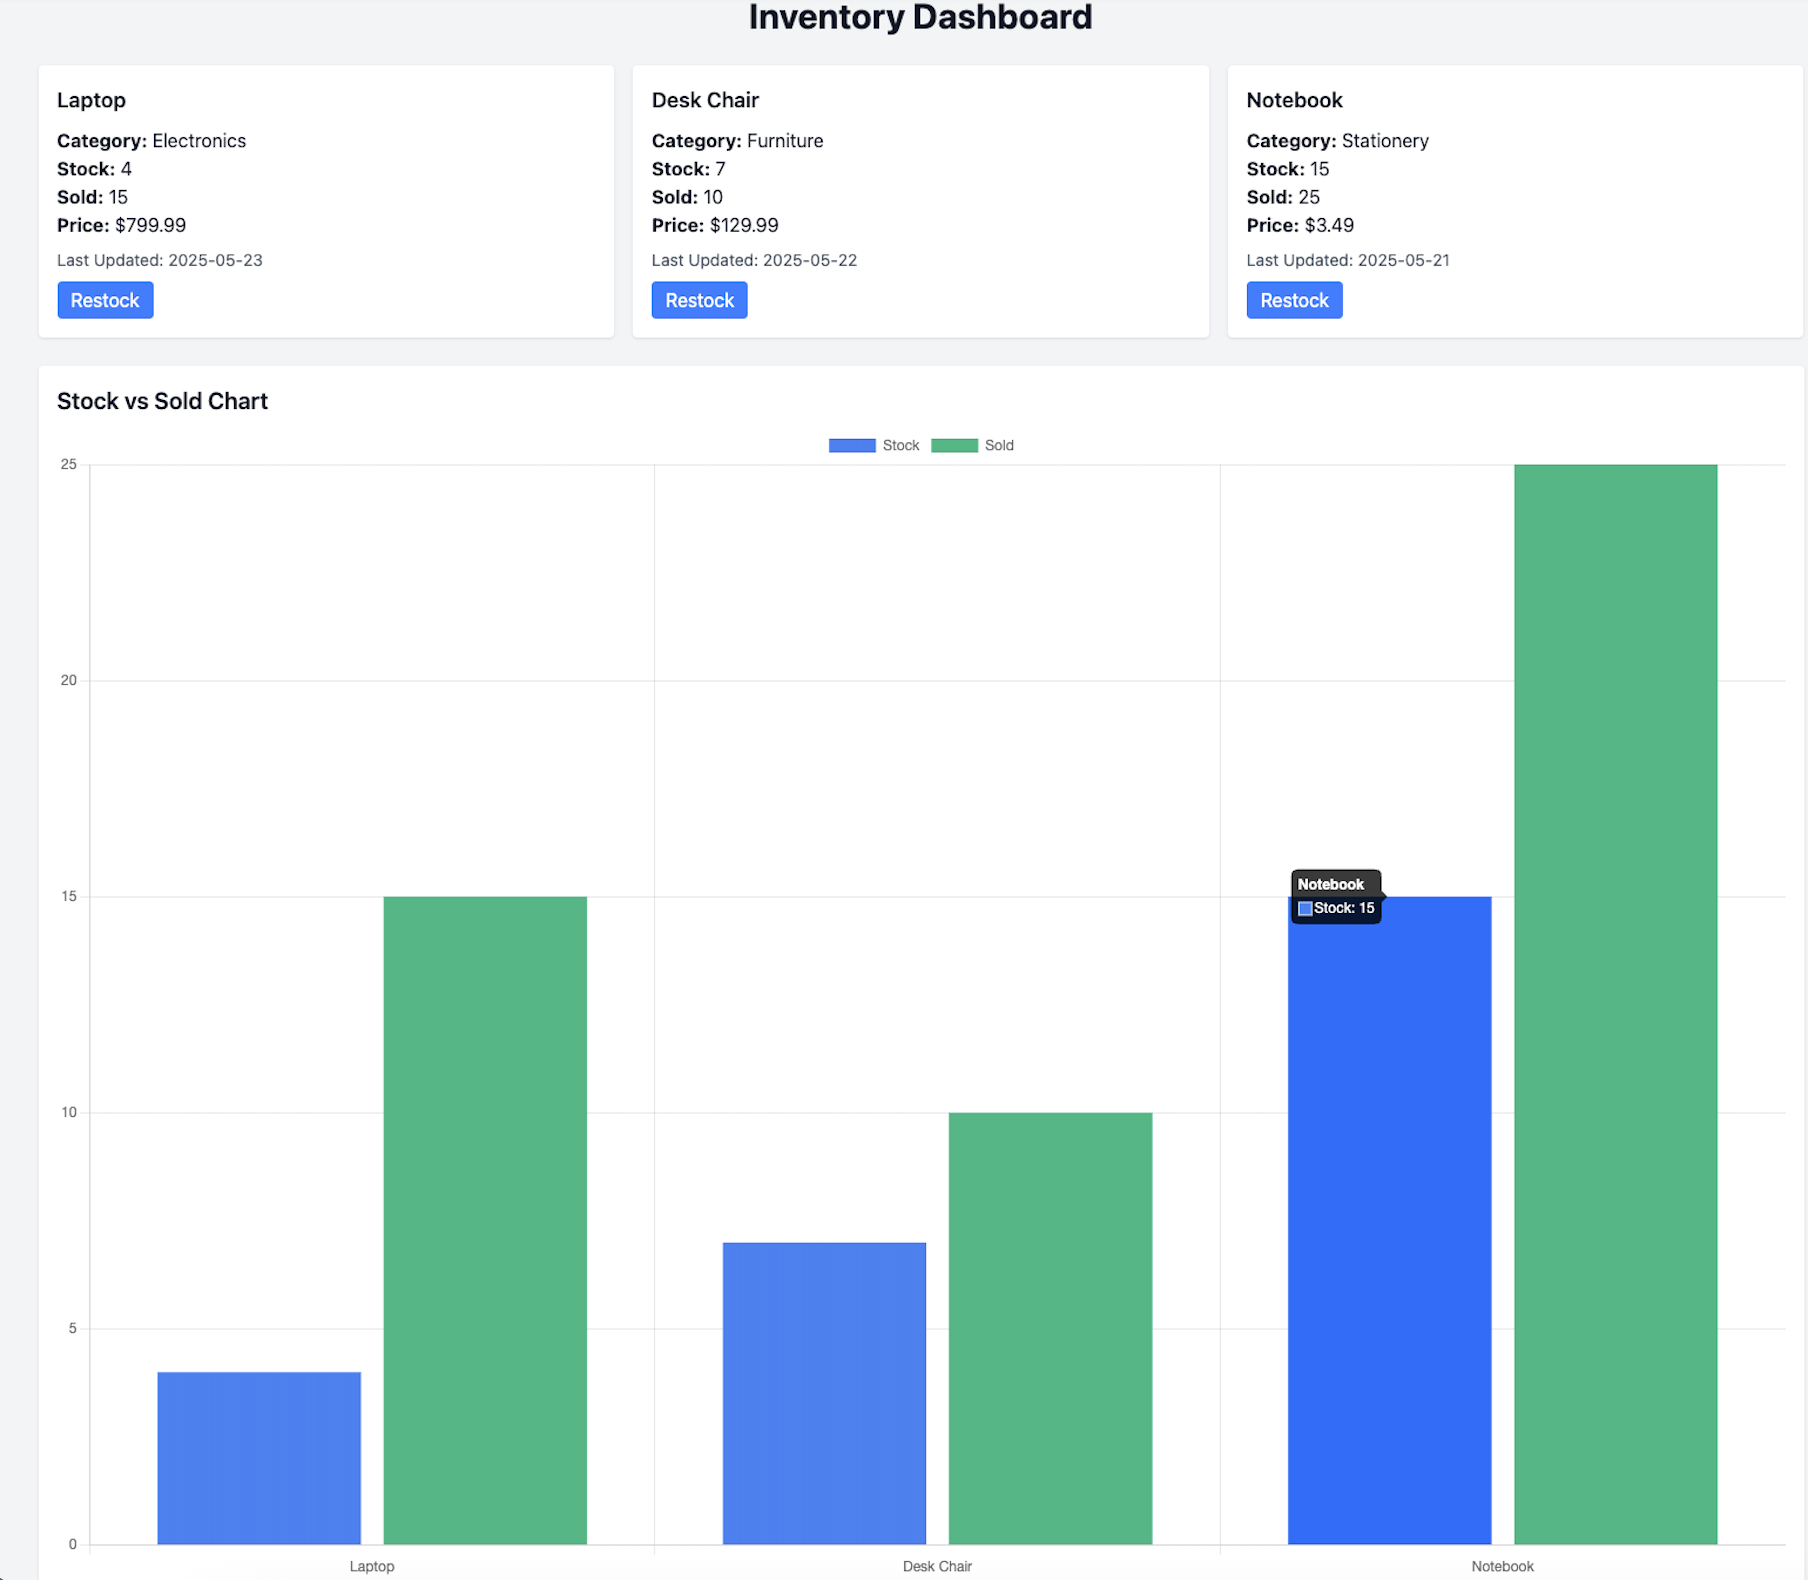 Inventory Dashboard
Laptop
Category: Electronics
Stock: 4
Sold: 15
Price: $799.99
Last Updated: 2025-05-23
Restock
Desk Chair
Category: Furniture
Stock: 7
Sold: 10
Price: $129.99
Last Updated: 2025-05-22
Restock
Notebook
Category: Stationery
Stock: 15
Sold: 25
Price: $3.49
Last Updated: 2025-05-21
Restock
Stock vs Sold Chart
Stock Sold
25
20
15
10
5
0
Notebook
Stock: 15
Laptop Desk Chair Notebook